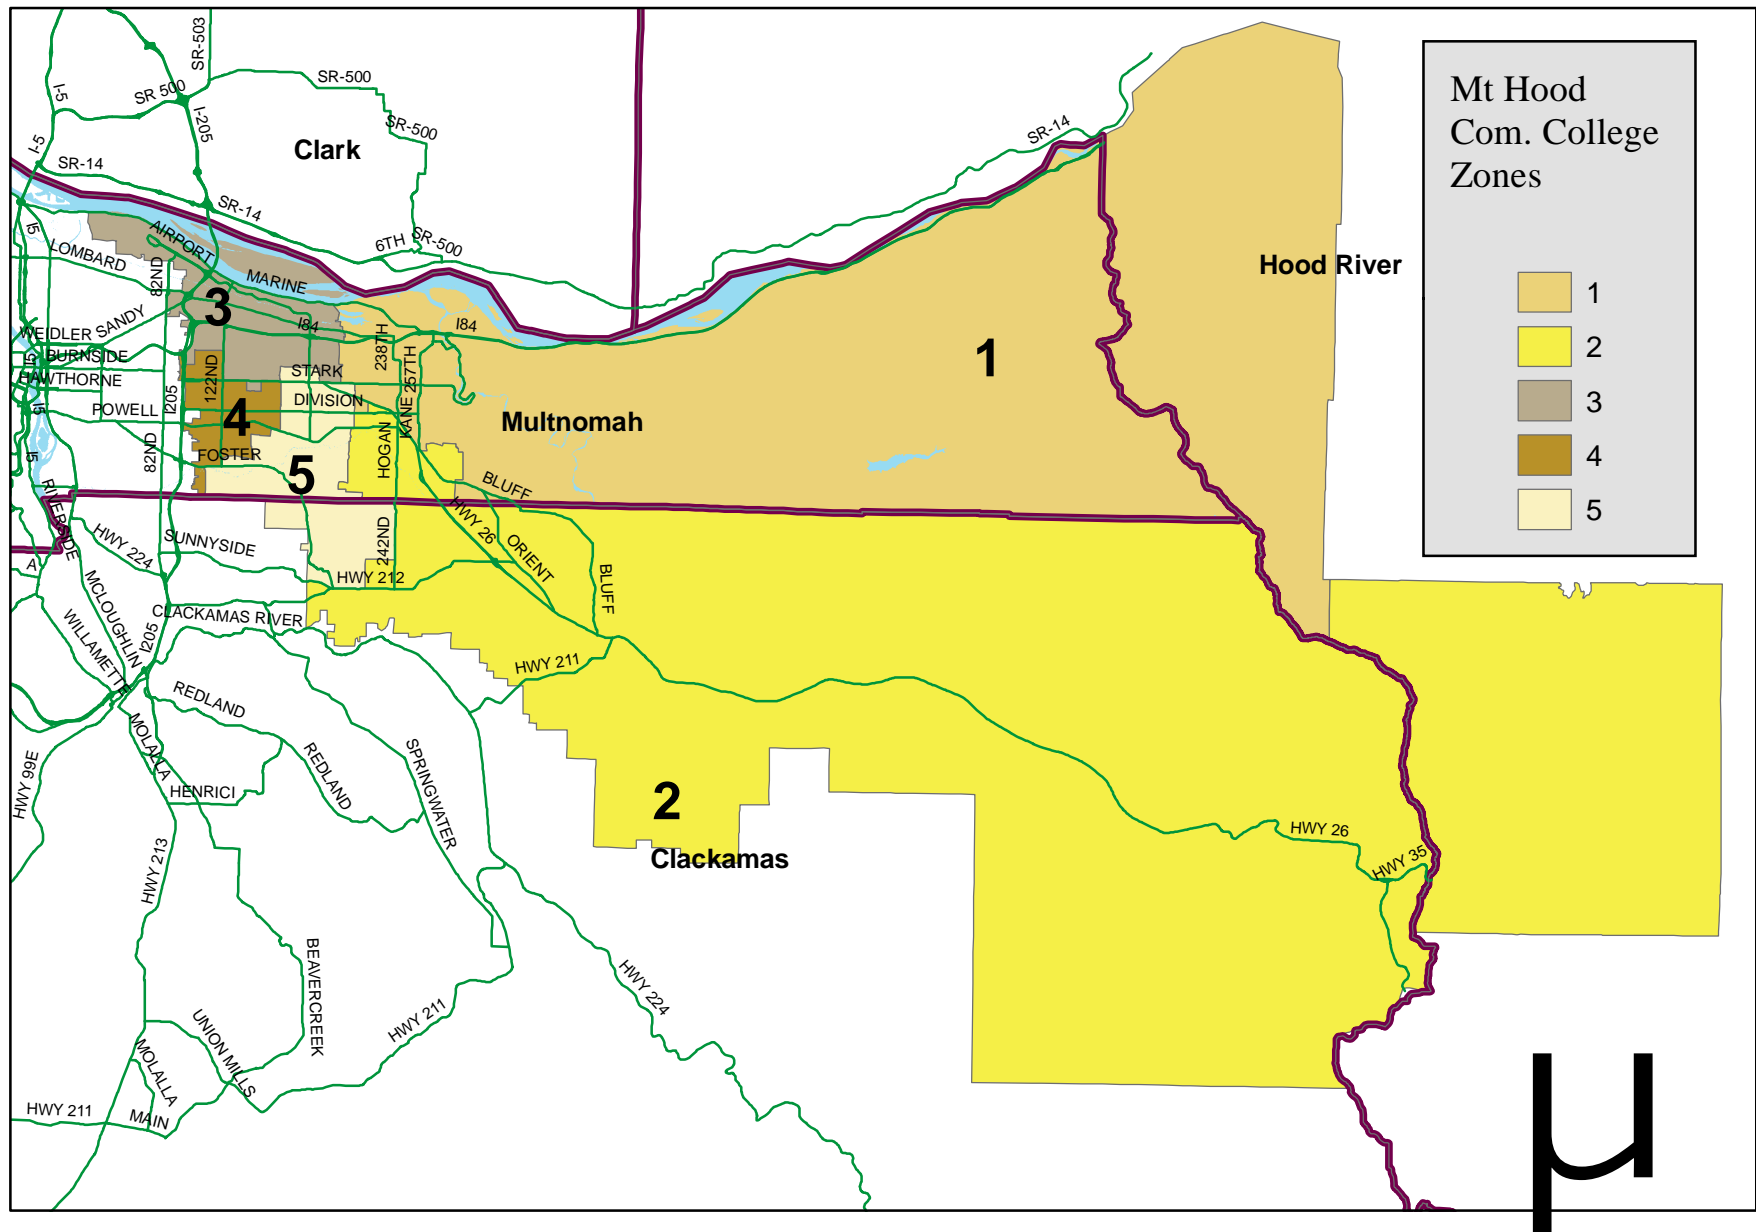 Mt Hood
Com. College
Zones
1
2
3
4
5
Clark
Hood River
Multnomah
Clackamas
1
2
3
4
5
SR-503
SR-500
SR 500
I-5
I-205
SR-500
I-5
SR-14
SR-14
SR-14
6TH
SR-500
I5
LOMBARD
AIRPORT
82ND
MARINE
WEIDLER
SANDY
I84
I84
238TH
I5
BURNSIDE
HAWTHORNE
122ND
STARK
KANE
257TH
I5
POWELL
I205
DIVISION
82ND
FOSTER
HOGAN
I5
RIVERSIDE
BLUFF
HWY 26
HWY 224
SUNNYSIDE
242ND
ORIENT
A
MCLOUGHLIN
HWY 212
BLUFF
CLACKAMAS RIVER
WILLAMETTE
I205
HWY 211
REDLAND
MOLALLA
REDLAND
SPRINGWATER
HWY 99E
HENRICI
HWY 26
HWY 35
HWY 213
BEAVERCREEK
HWY 224
UNION MILLS
HWY 211
MOLALLA
HWY 211
MAIN
µ